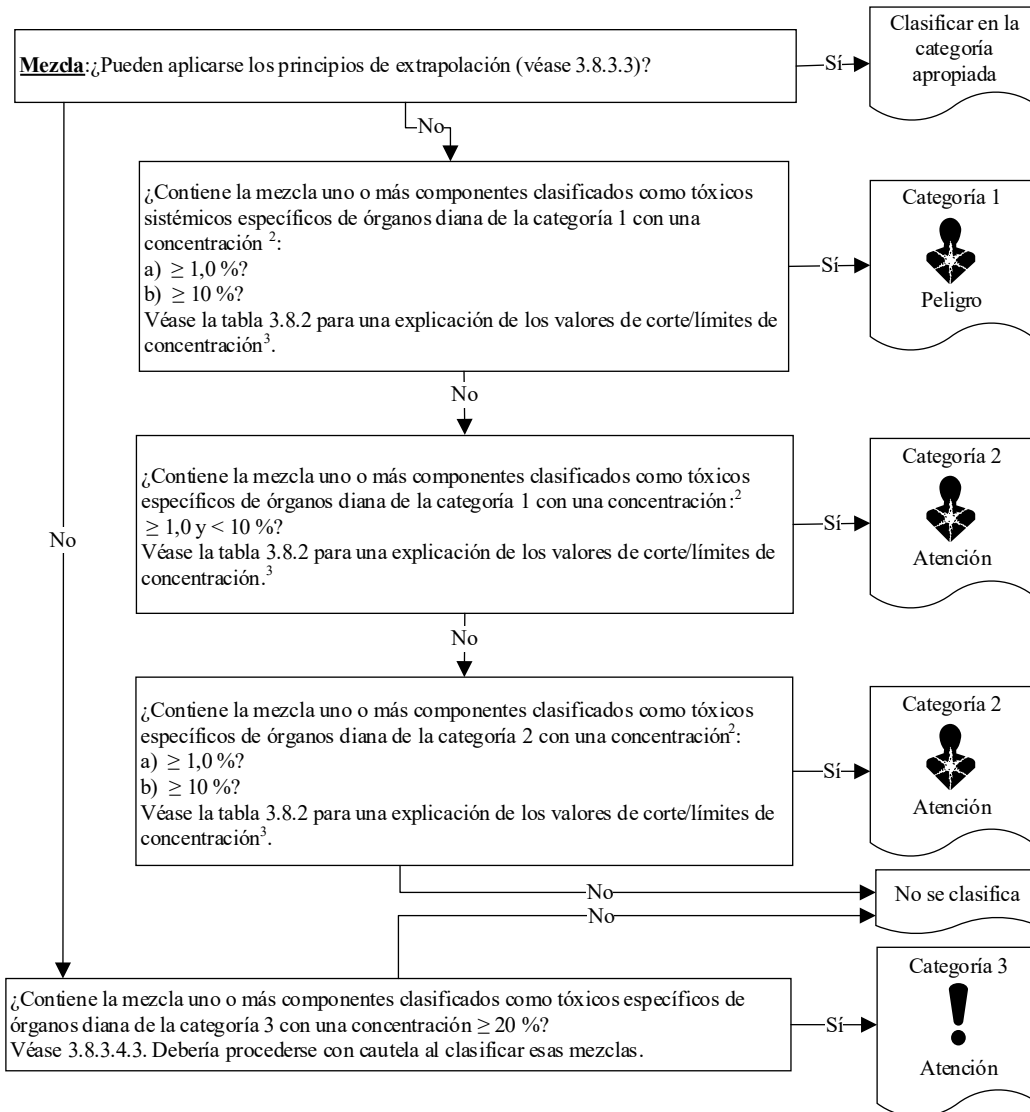 Clasificar en la
categoría
apropiada
Mezcla:¿Pueden aplicarse los principios de extrapolación (véase 3.8.3.3)?
Sí
No
¿Contiene la mezcla uno o más componentes clasificados como tóxicos
sistémicos específicos de órganos diana de la categoría 1 con una
concentración ²:
a) ≥ 1,0 %?
b) ≥ 10 %?
Véase la tabla 3.8.2 para una explicación de los valores de corte/límites de
concentración³.
Sí
Categoría 1
Peligro
No
¿Contiene la mezcla uno o más componentes clasificados como tóxicos
específicos de órganos diana de la categoría 1 con una concentración:²
≥ 1,0 y < 10 %?
Véase la tabla 3.8.2 para una explicación de los valores de corte/límites de
concentración.³
Sí
Categoría 2
Atención
No
No
¿Contiene la mezcla uno o más componentes clasificados como tóxicos
específicos de órganos diana de la categoría 2 con una concentración²:
a) ≥ 1,0 %?
b) ≥ 10 %?
Véase la tabla 3.8.2 para una explicación de los valores de corte/límites de
concentración³.
Sí
Categoría 2
Atención
No
No
No se clasifica
¿Contiene la mezcla uno o más componentes clasificados como tóxicos específicos de
órganos diana de la categoría 3 con una concentración ≥ 20 %?
Véase 3.8.3.4.3. Debería procederse con cautela al clasificar esas mezclas.
Sí
Categoría 3
Atención